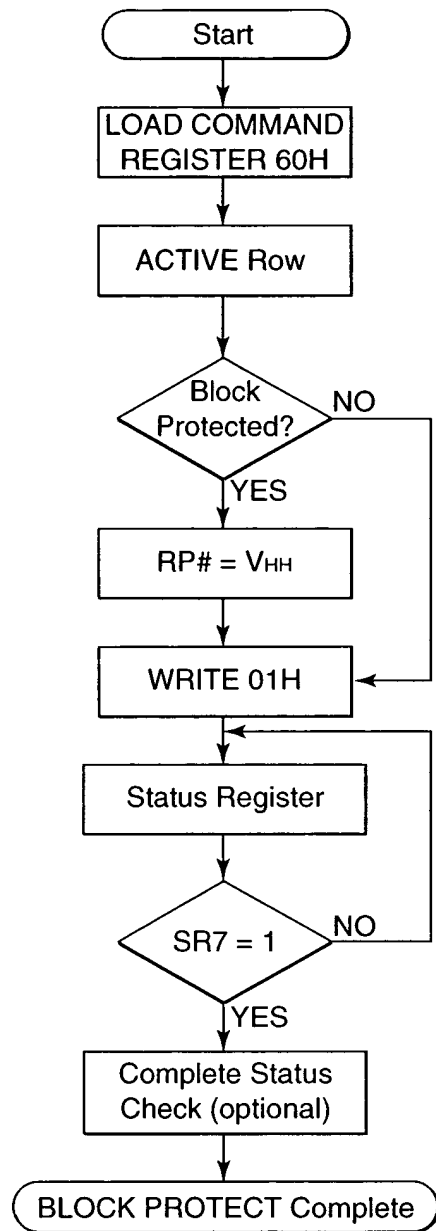 Start
LOAD COMMAND
REGISTER 60H
ACTIVE Row
Block
Protected?
NO
YES
RP# = VHH
WRITE 01H
Status Register
SR7 = 1
NO
YES
Complete Status
Check (optional)
BLOCK PROTECT Complete